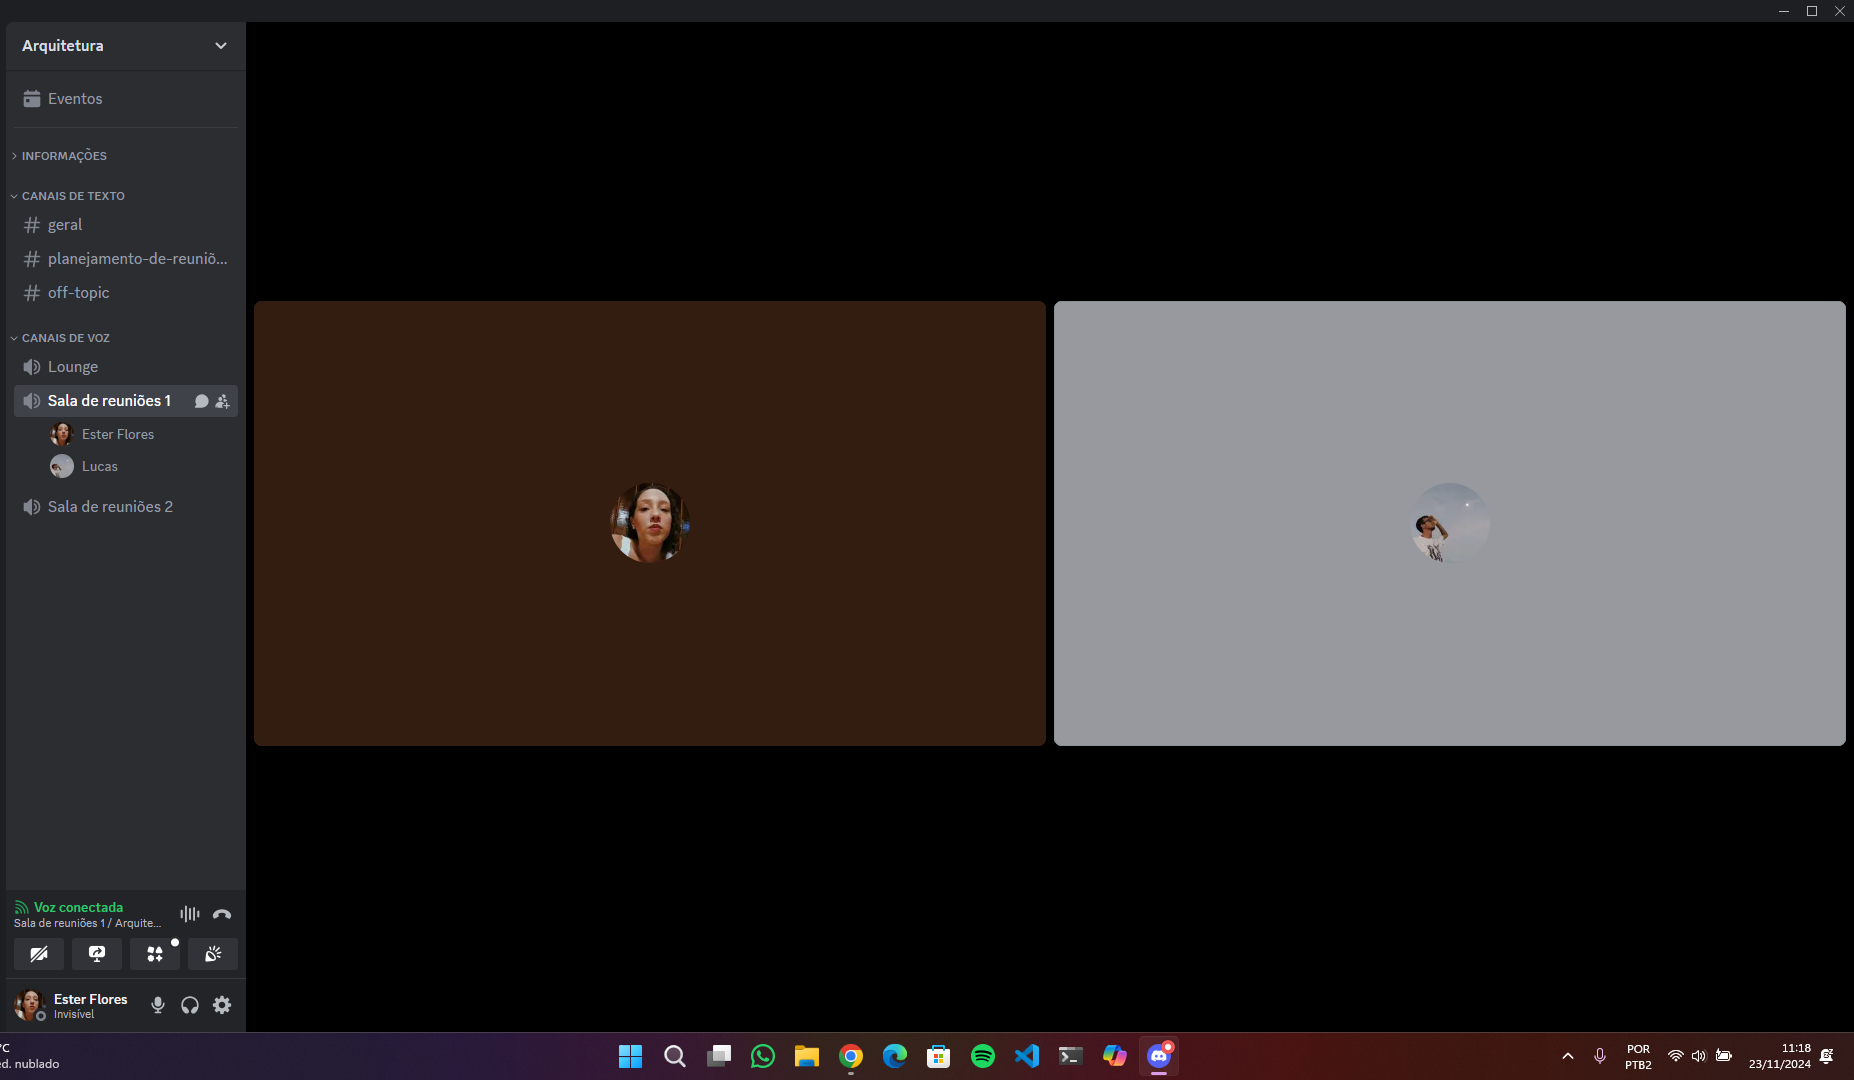 Arquitetura
Eventos
INFORMAÇÕES
CANAIS DE TEXTO
geral
planejamento-de-reuniõ...
off-topic
CANAIS DE VOZ
Lounge
Sala de reuniões 1
Ester Flores
Lucas
Sala de reuniões 2
Voz conectada
Sala de reuniões 1 / Arquite...
Ester Flores
Invisível
°C
ed. nublado
POR
PTB2
11:18
23/11/2024